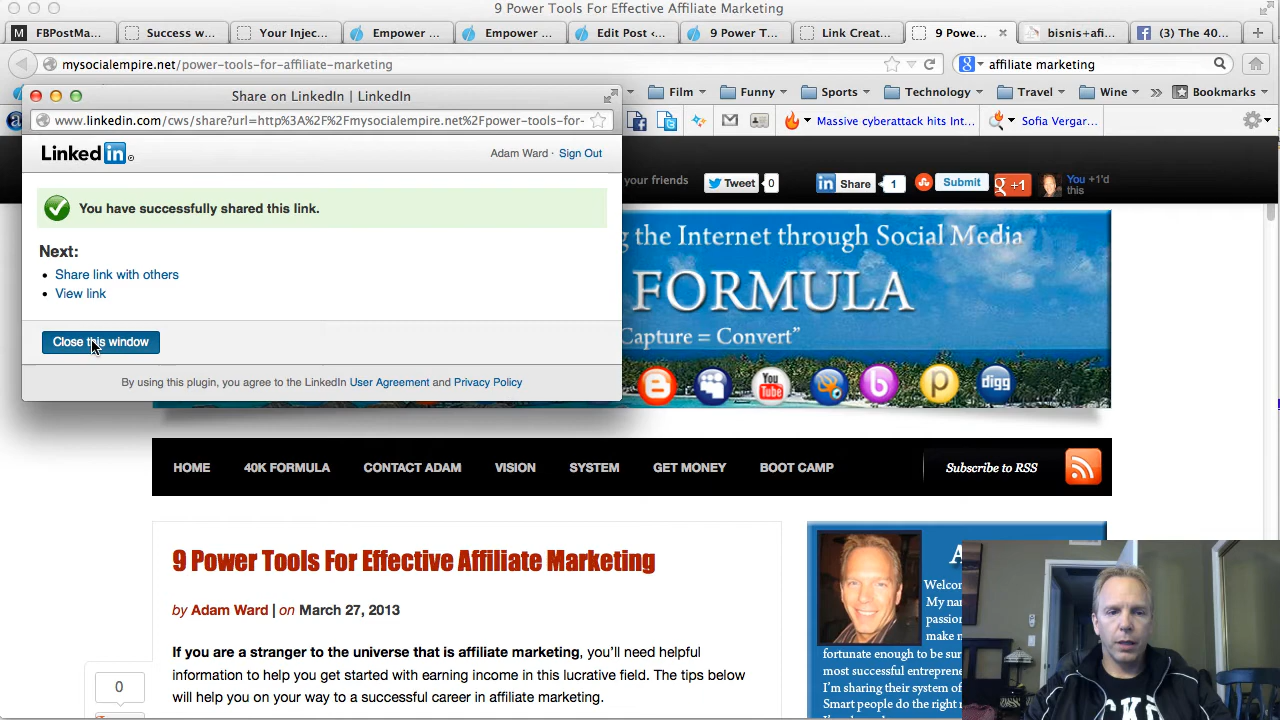 9 Power Tools For Effective Affiliate Marketing
FBPostMa...
Success w...
Your Injec...
Empower ...
Empower ...
Edit Post ‹...
9 Power T...
Link Creat...
9 Powe...
bisnis+afi...
(3) The 40...
mysocialempire.net/power-tools-for-affiliate-marketing
affiliate marketing
Film
Funny
Sports
Technology
Travel
Wine
Bookmarks
Share on LinkedIn | LinkedIn
www.linkedin.com/cws/share?url=http%3A%2F%2Fmysocialempire.net%2Fpower-tools-for-
Massive cyberattack hits Int...
Sofia Vergar...
LinkedIn
Adam Ward · Sign Out
your friends
Tweet 0
in Share 1
Submit
g +1
You +1'd
this
You have successfully shared this link.
Next:
Share link with others
View link
Close this window
By using this plugin, you agree to the LinkedIn User Agreement and Privacy Policy
g the Internet through Social Media
FORMULA
Capture = Convert”
You
Tube
digg
HOME
40K FORMULA
CONTACT ADAM
VISION
SYSTEM
GET MONEY
BOOT CAMP
Subscribe to RSS
9 Power Tools For Effective Affiliate Marketing
by Adam Ward | on March 27, 2013
If you are a stranger to the universe that is affiliate marketing, you’ll need helpful
information to help you get started with earning income in this lucrative field. The tips below
will help you on your way to a successful career in affiliate marketing.
0
A
Welcom
My nam
passion
make m
fortunate enough to be sur
most successful entreprene
I’m sharing their system of
Smart people do the right